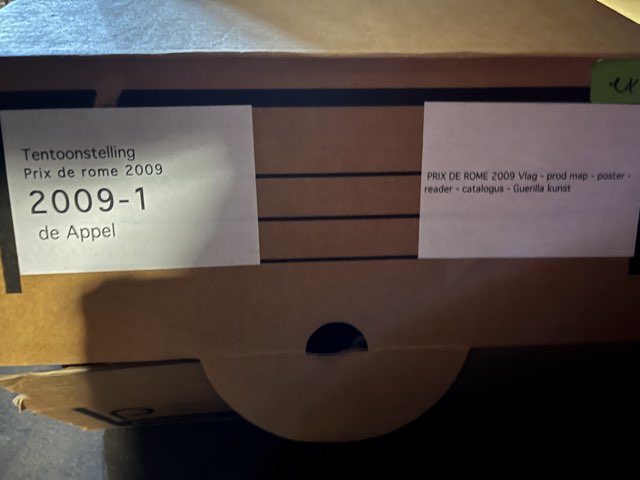 Tentoonstelling
Prix de rome 2009
2009-1
de Appel
PRIX DE ROME 2009 Vlag - prod map - poster -
reader - catalogus - Guerilla kunst
ex